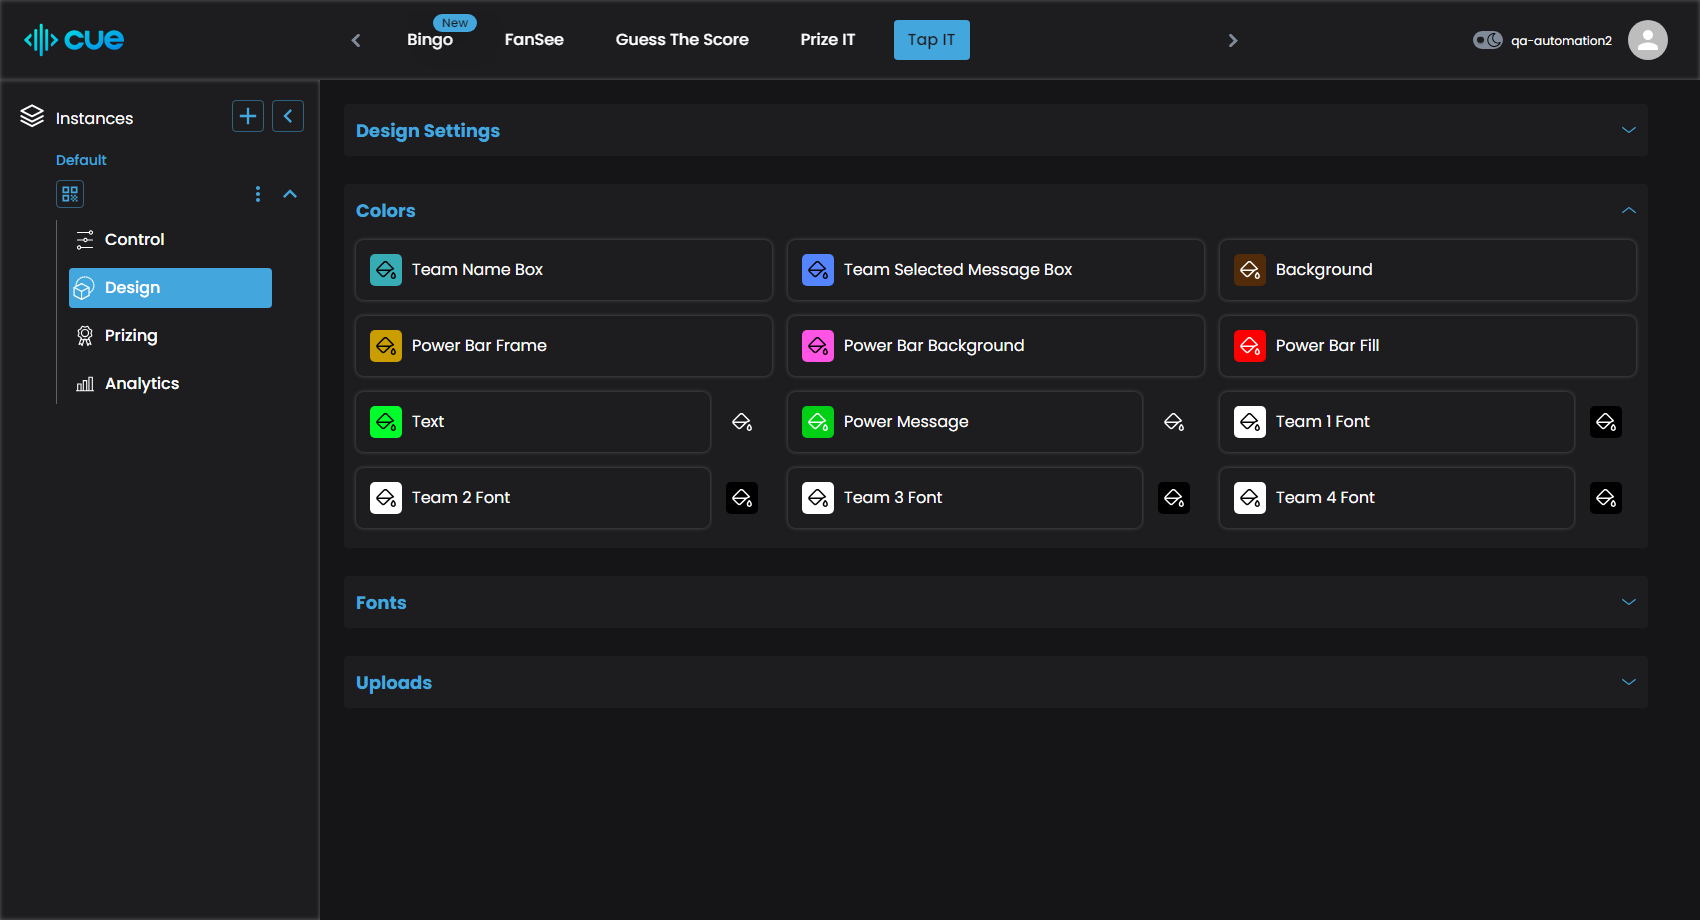 cue
New
Bingo
FanSee
Guess The Score
Prize IT
Tap IT
qa-automation2
Instances
Default
Control
Design
Prizing
Analytics
Design Settings
Colors
Team Name Box
Team Selected Message Box
Background
Power Bar Frame
Power Bar Background
Power Bar Fill
Text
Power Message
Team 1 Font
Team 2 Font
Team 3 Font
Team 4 Font
Fonts
Uploads